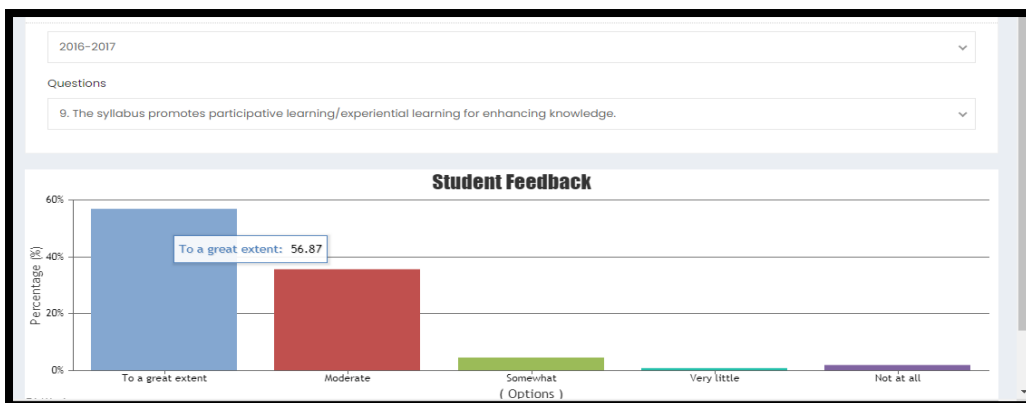 2016-2017
Questions
9. The syllabus promotes participative learning/experiential learning for enhancing knowledge.
Student Feedback
Percentage (%)
60%
40%
20%
0%
To a great extent: 56.87
To a great extent Moderate Somewhat Very little Not at all
( Options )